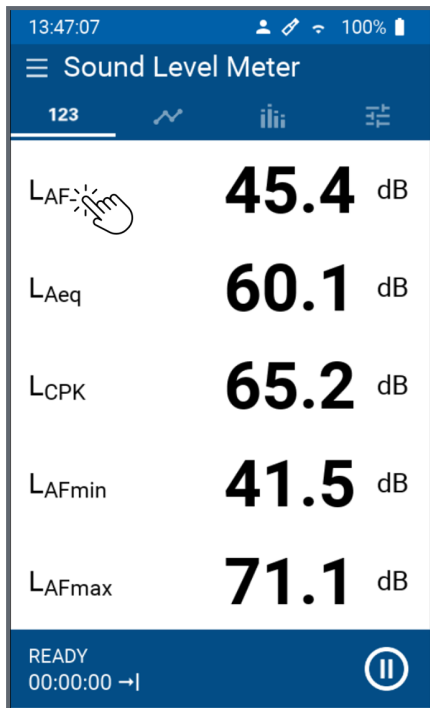 13:47:07 100%
Sound Level Meter
123
LAF 45.4 dB
LAeq 60.1 dB
LCPK 65.2 dB
LAFmin 41.5 dB
LAFmax 71.1 dB
READY
00:00:00 →|